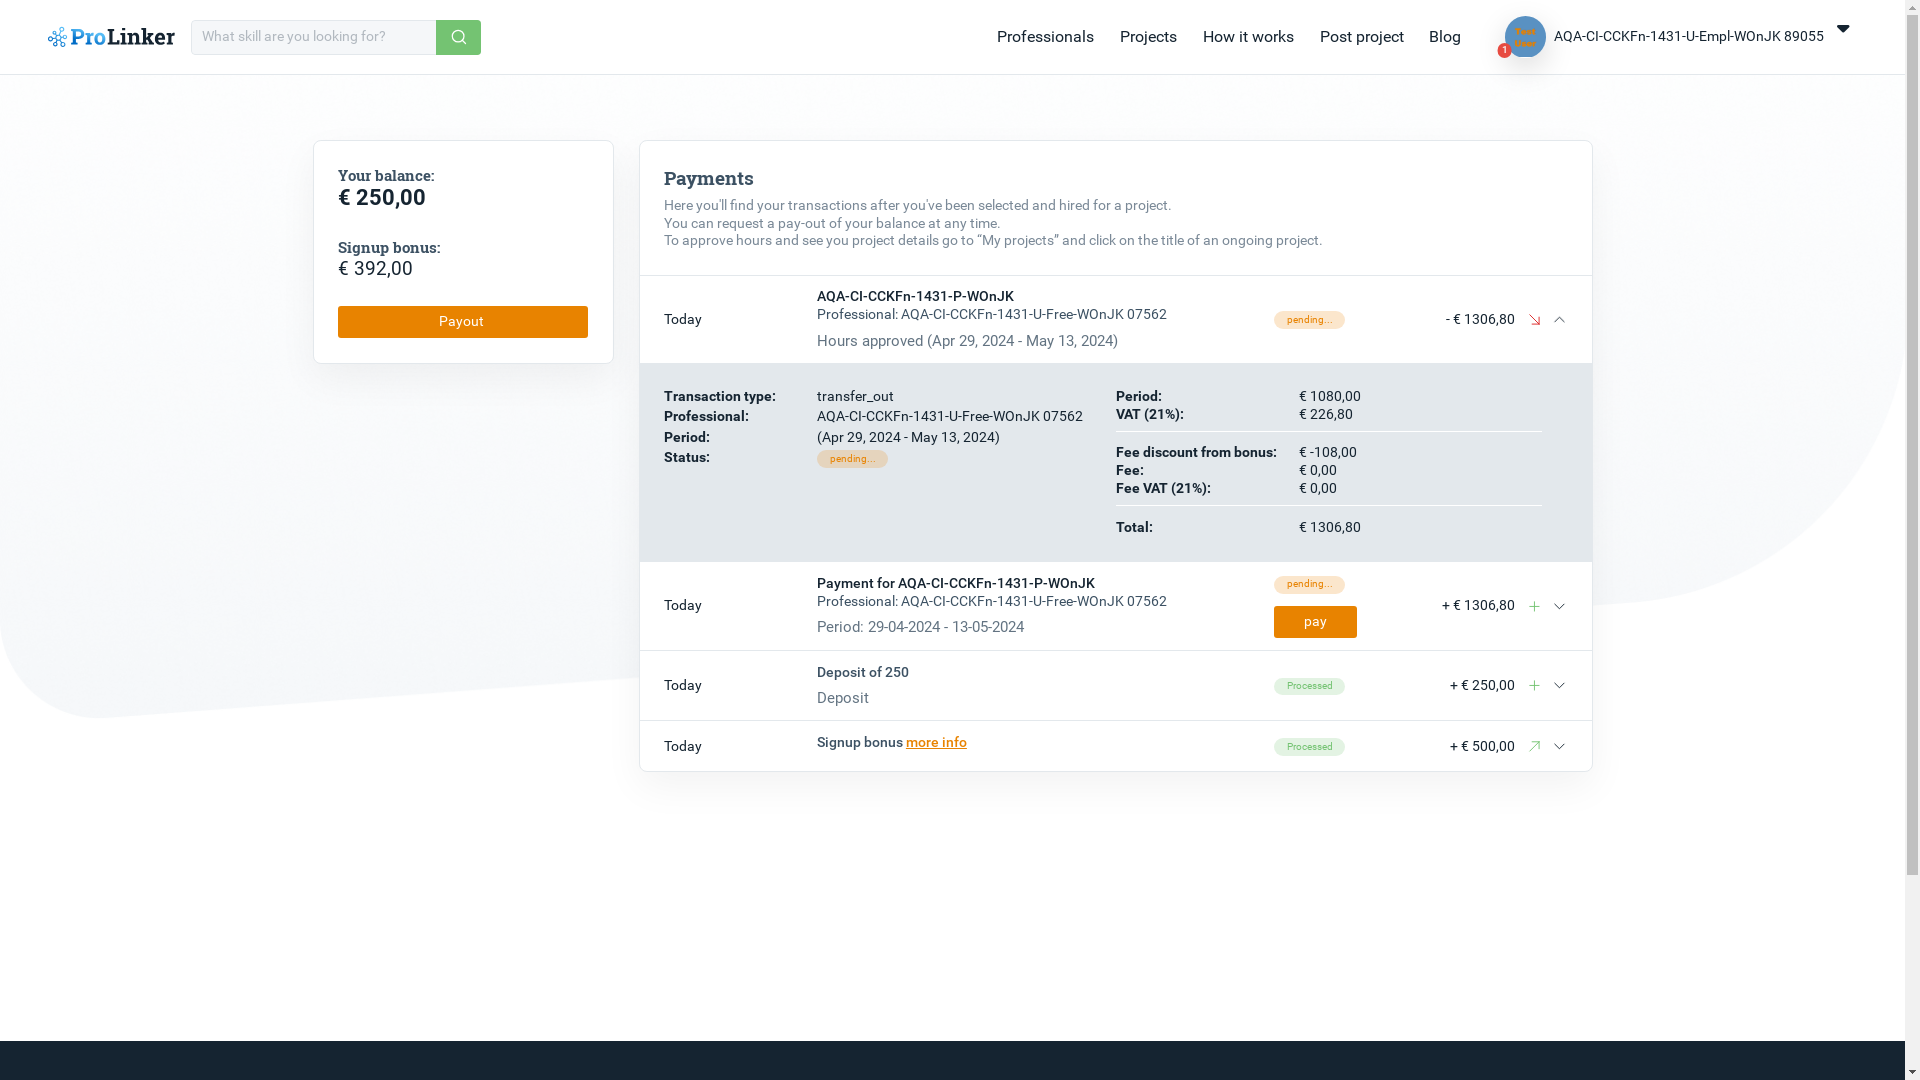 ProLinker
What skill are you looking for?
Professionals
Projects
How it works
Post project
Blog
Test
User
1
AQA-CI-CCKFn-1431-U-Empl-WOnJK 89055
Your balance:
€ 250,00
Signup bonus:
€ 392,00
Payout
Payments
Here you'll find your transactions after you've been selected and hired for a project.
You can request a pay-out of your balance at any time.
To approve hours and see you project details go to “My projects” and click on the title of an ongoing project.
Today
AQA-CI-CCKFn-1431-P-WOnJK
Professional: AQA-CI-CCKFn-1431-U-Free-WOnJK 07562
Hours approved (Apr 29, 2024 - May 13, 2024)
pending...
- € 1306,80
Transaction type: transfer_out
Professional: AQA-CI-CCKFn-1431-U-Free-WOnJK 07562
Period: (Apr 29, 2024 - May 13, 2024)
Status: pending...
Period: € 1080,00
VAT (21%): € 226,80
Fee discount from bonus: € -108,00
Fee: € 0,00
Fee VAT (21%): € 0,00
Total: € 1306,80
Today
Payment for AQA-CI-CCKFn-1431-P-WOnJK
Professional: AQA-CI-CCKFn-1431-U-Free-WOnJK 07562
Period: 29-04-2024 - 13-05-2024
pending...
pay
+ € 1306,80
Today
Deposit of 250
Deposit
Processed
+ € 250,00
Today
Signup bonus more info
Processed
+ € 500,00